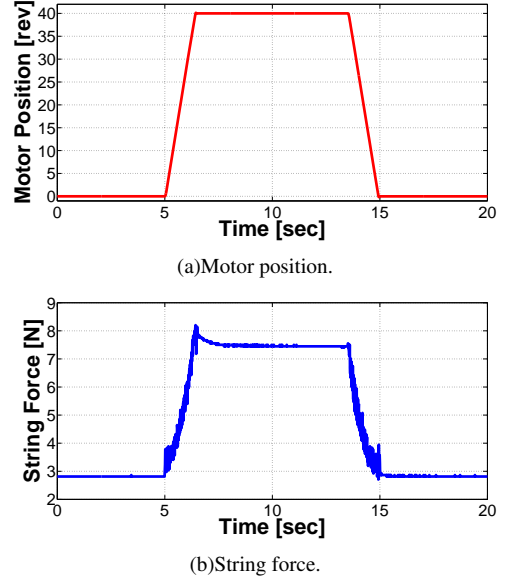 40
35
30
25
20
15
10
5
0
Motor Position [rev]
0 5 10 15 20
Time [sec]
(a)Motor position.
9
8
7
6
5
4
3
2
String Force [N]
0 5 10 15 20
Time [sec]
(b)String force.